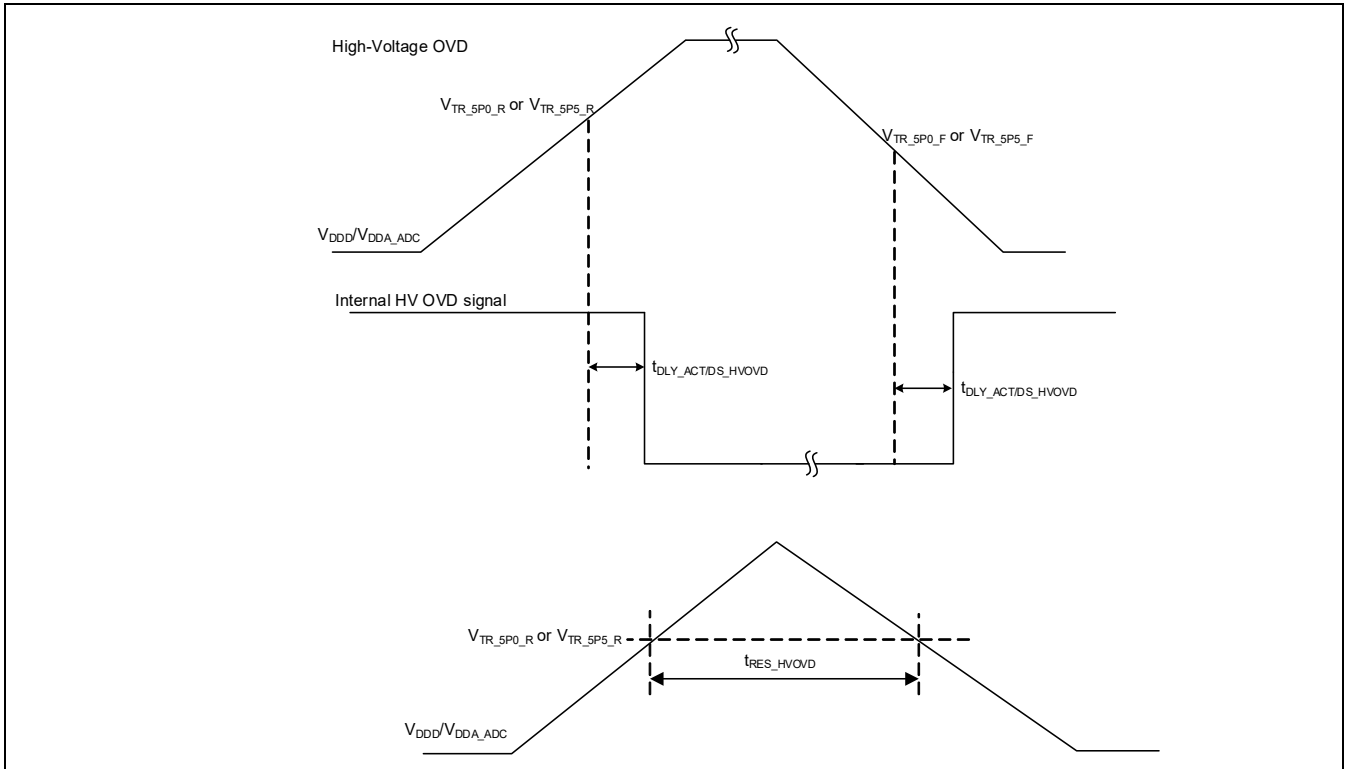 High-Voltage OVD
VTR_5P0_R or VTR_5P5_R
VTR_5P0_F or VTR_5P5_F
VDDD/VDDA_ADC
Internal HV OVD signal
tDLY_ACT/DS_HVOVD
tDLY_ACT/DS_HVOVD
VTR_5P0_R or VTR_5P5_R
tRES_HVOVD
VDDD/VDDA_ADC